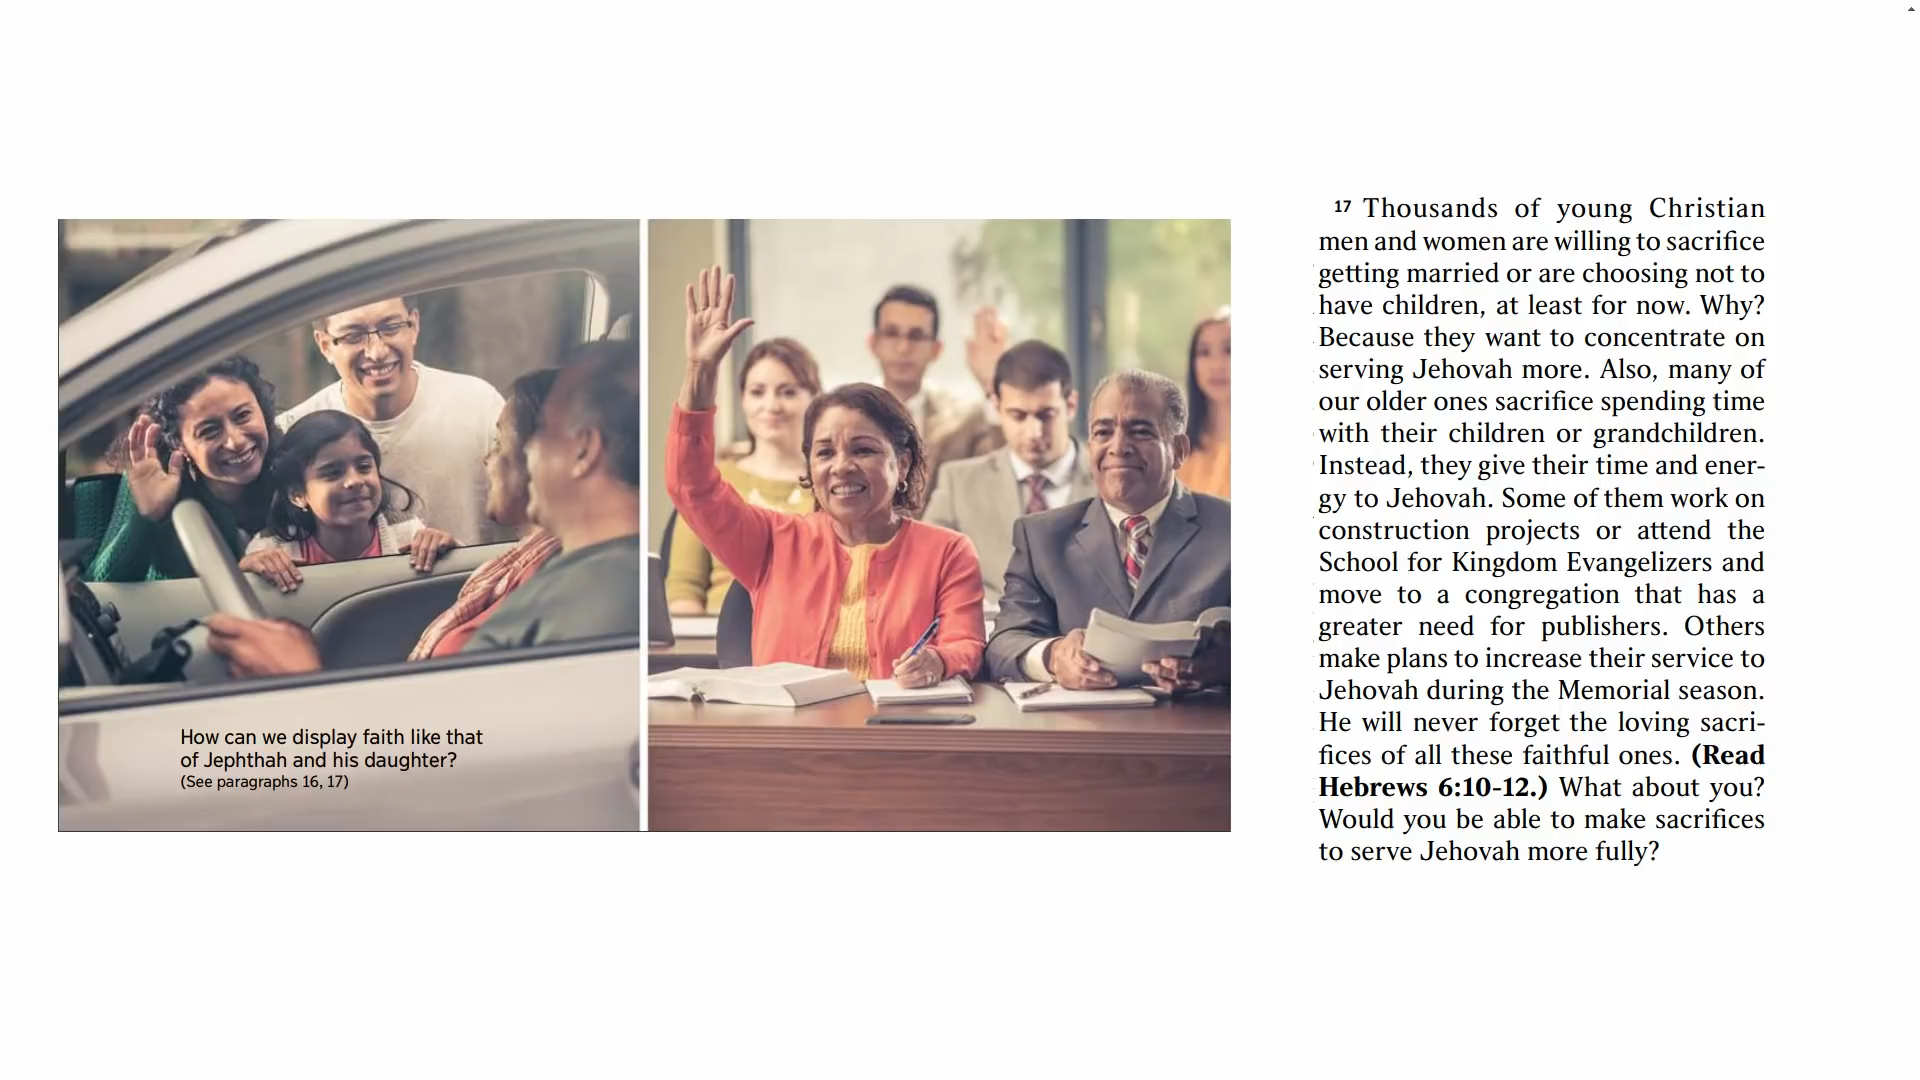 How can we display faith like that
of Jephthah and his daughter?
(See paragraphs 16, 17)
17 Thousands of young Christian
men and women are willing to sacrifice
getting married or are choosing not to
have children, at least for now. Why?
Because they want to concentrate on
serving Jehovah more. Also, many of
our older ones sacrifice spending time
with their children or grandchildren.
Instead, they give their time and ener-
gy to Jehovah. Some of them work on
construction projects or attend the
School for Kingdom Evangelizers and
move to a congregation that has a
greater need for publishers. Others
make plans to increase their service to
Jehovah during the Memorial season.
He will never forget the loving sacri-
fices of all these faithful ones. (Read
Hebrews 6:10-12.) What about you?
Would you be able to make sacrifices
to serve Jehovah more fully?